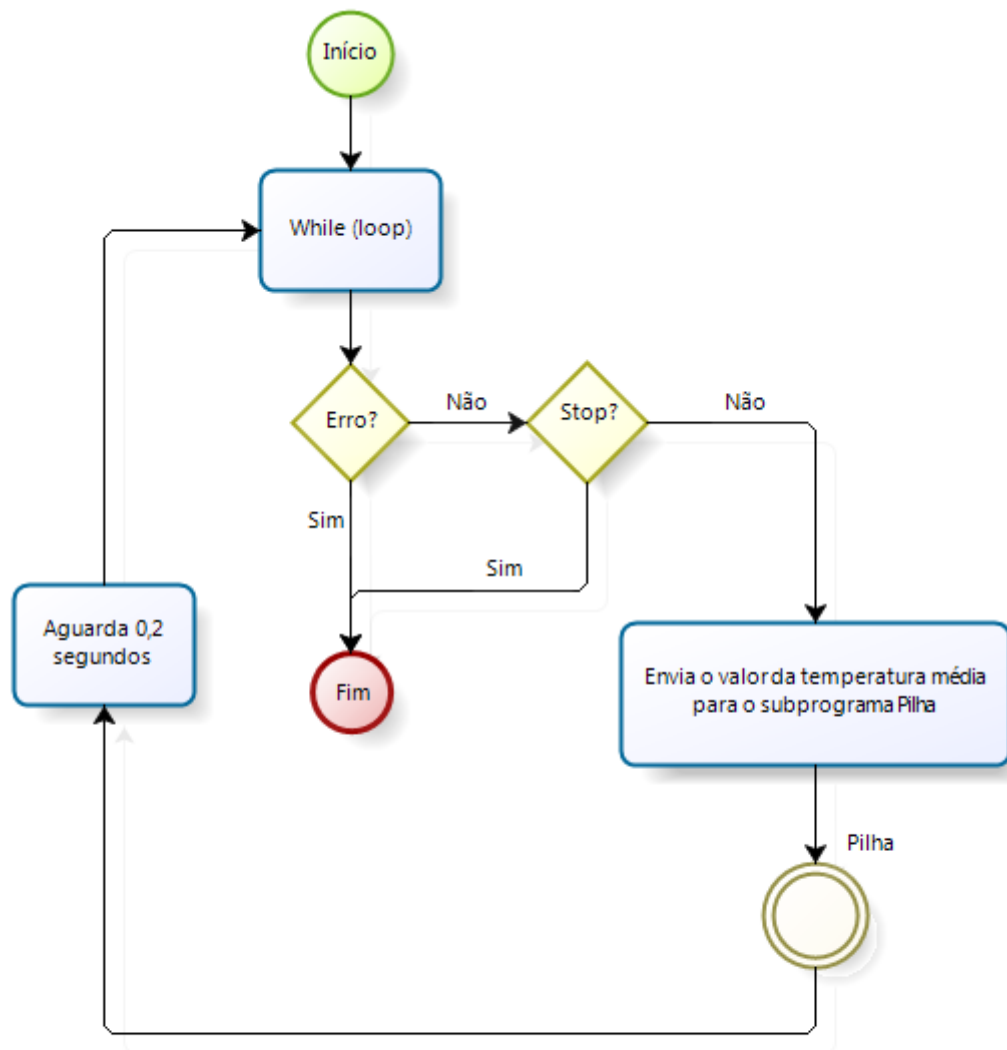 Início
While (loop)
Erro?
Não
Stop?
Não
Sim
Sim
Aguarda 0,2
segundos
Fim
Envia o valor da temperatura média
para o subprograma Pilha
Pilha